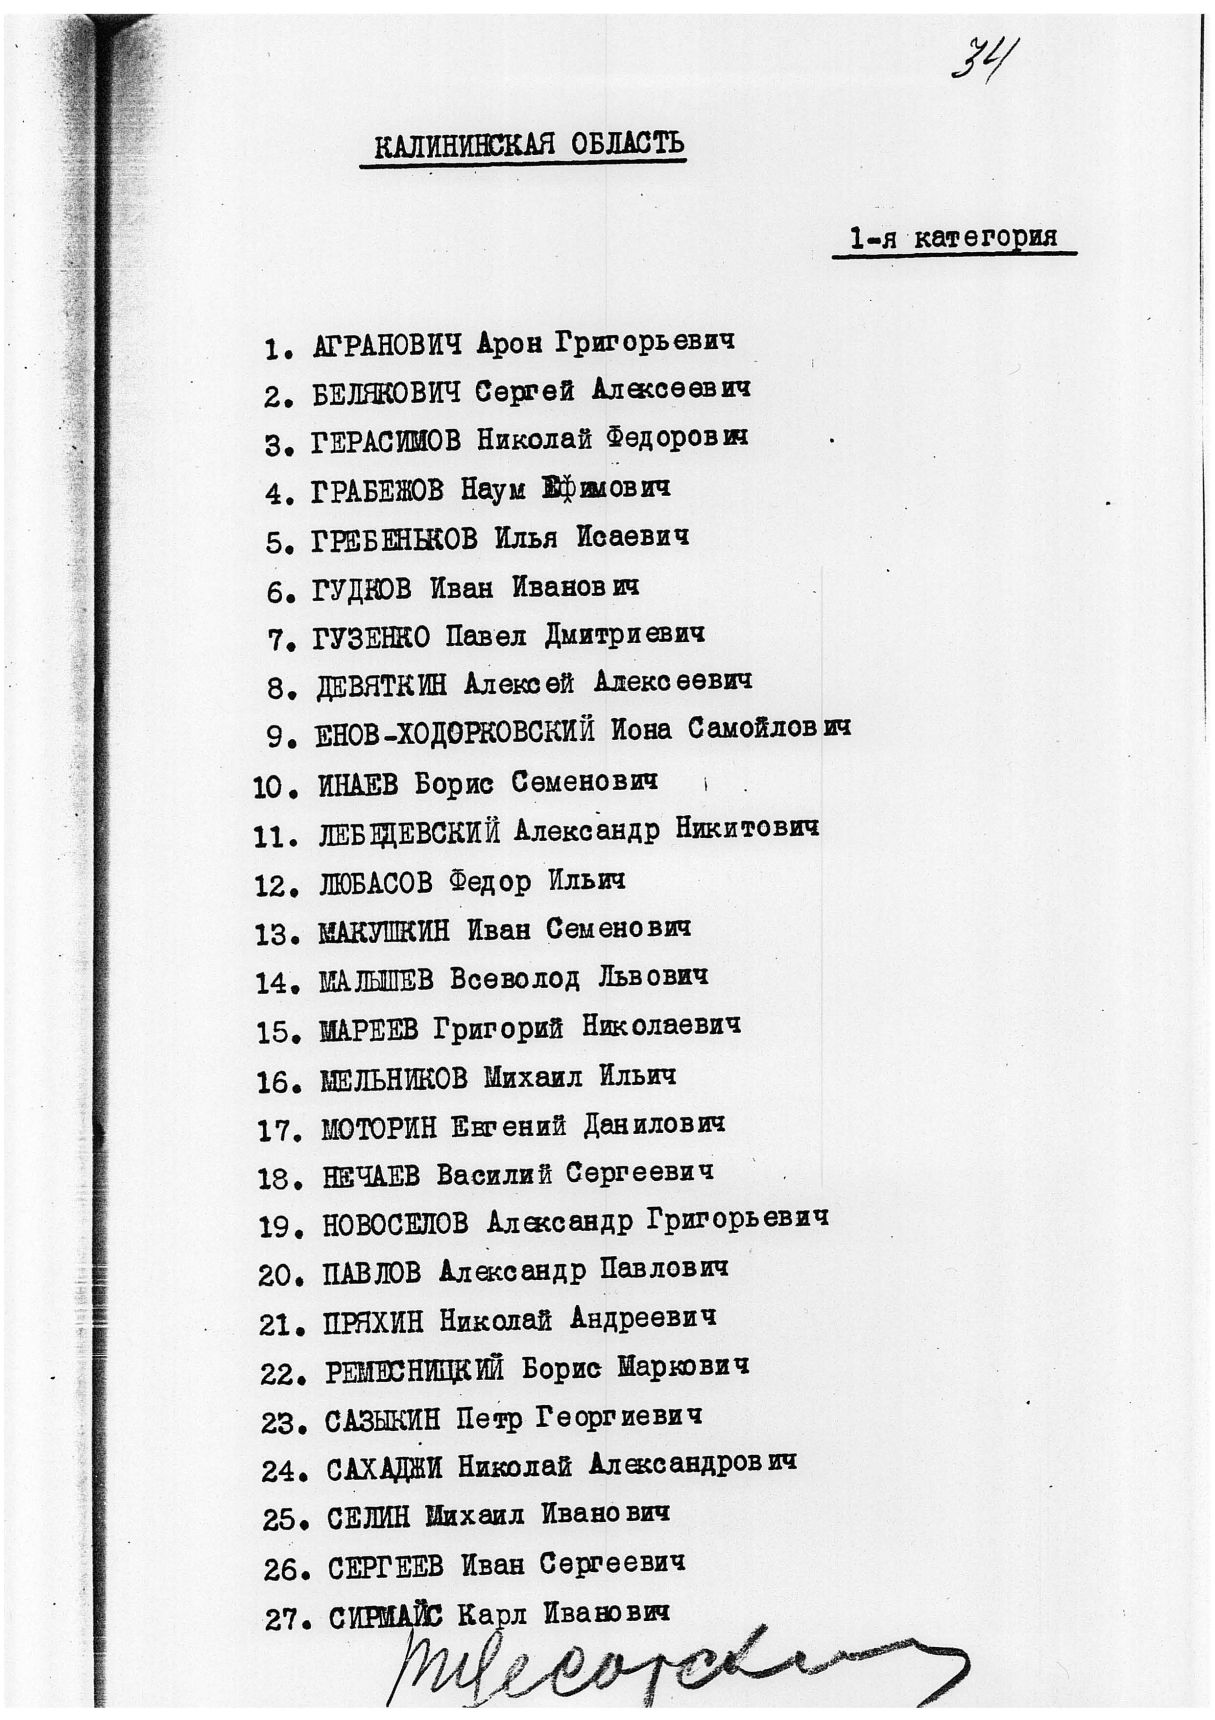 34
КАЛИНИНСКАЯ ОБЛАСТЬ
1-я категория
1. АГРАНОВИЧ Арон Григорьевич
2. БЕЛЯКОВИЧ Сергей Алексеевич
3. ГЕРАСИМОВ Николай Федорович
4. ГРАБЕЖОВ Наум Ефимович
5. ГРЕБЕНЬКОВ Илья Исаевич
6. ГУДКОВ Иван Иванович
7. ГУЗЕНКО Павел Дмитриевич
8. ДЕВЯТКИН Алексей Алексеевич
9. ЕНОВ-ХОДОРКОВСКИЙ Иона Самойлович
10. ИНАЕВ Борис Семенович
11. ЛЕБЕДЕВСКИЙ Александр Никитович
12. ЛЮБАСОВ Федор Ильич
13. МАКУШКИН Иван Семенович
14. МАЛЫШЕВ Всеволод Львович
15. МАРЕЕВ Григорий Николаевич
16. МЕЛЬНИКОВ Михаил Ильич
17. МОТОРИН Евгений Данилович
18. НЕЧАЕВ Василий Сергеевич
19. НОВОСЕЛОВ Александр Григорьевич
20. ПАВЛОВ Александр Павлович
21. ПРЯХИН Николай Андреевич
22. РЕМЕСНИЦКИЙ Борис Маркович
23. САЗЫКИН Петр Георгиевич
24. САХАДЖИ Николай Александрович
25. СЕЛИН Михаил Иванович
26. СЕРГЕЕВ Иван Сергеевич
27. СИРМАЙС Карл Иванович